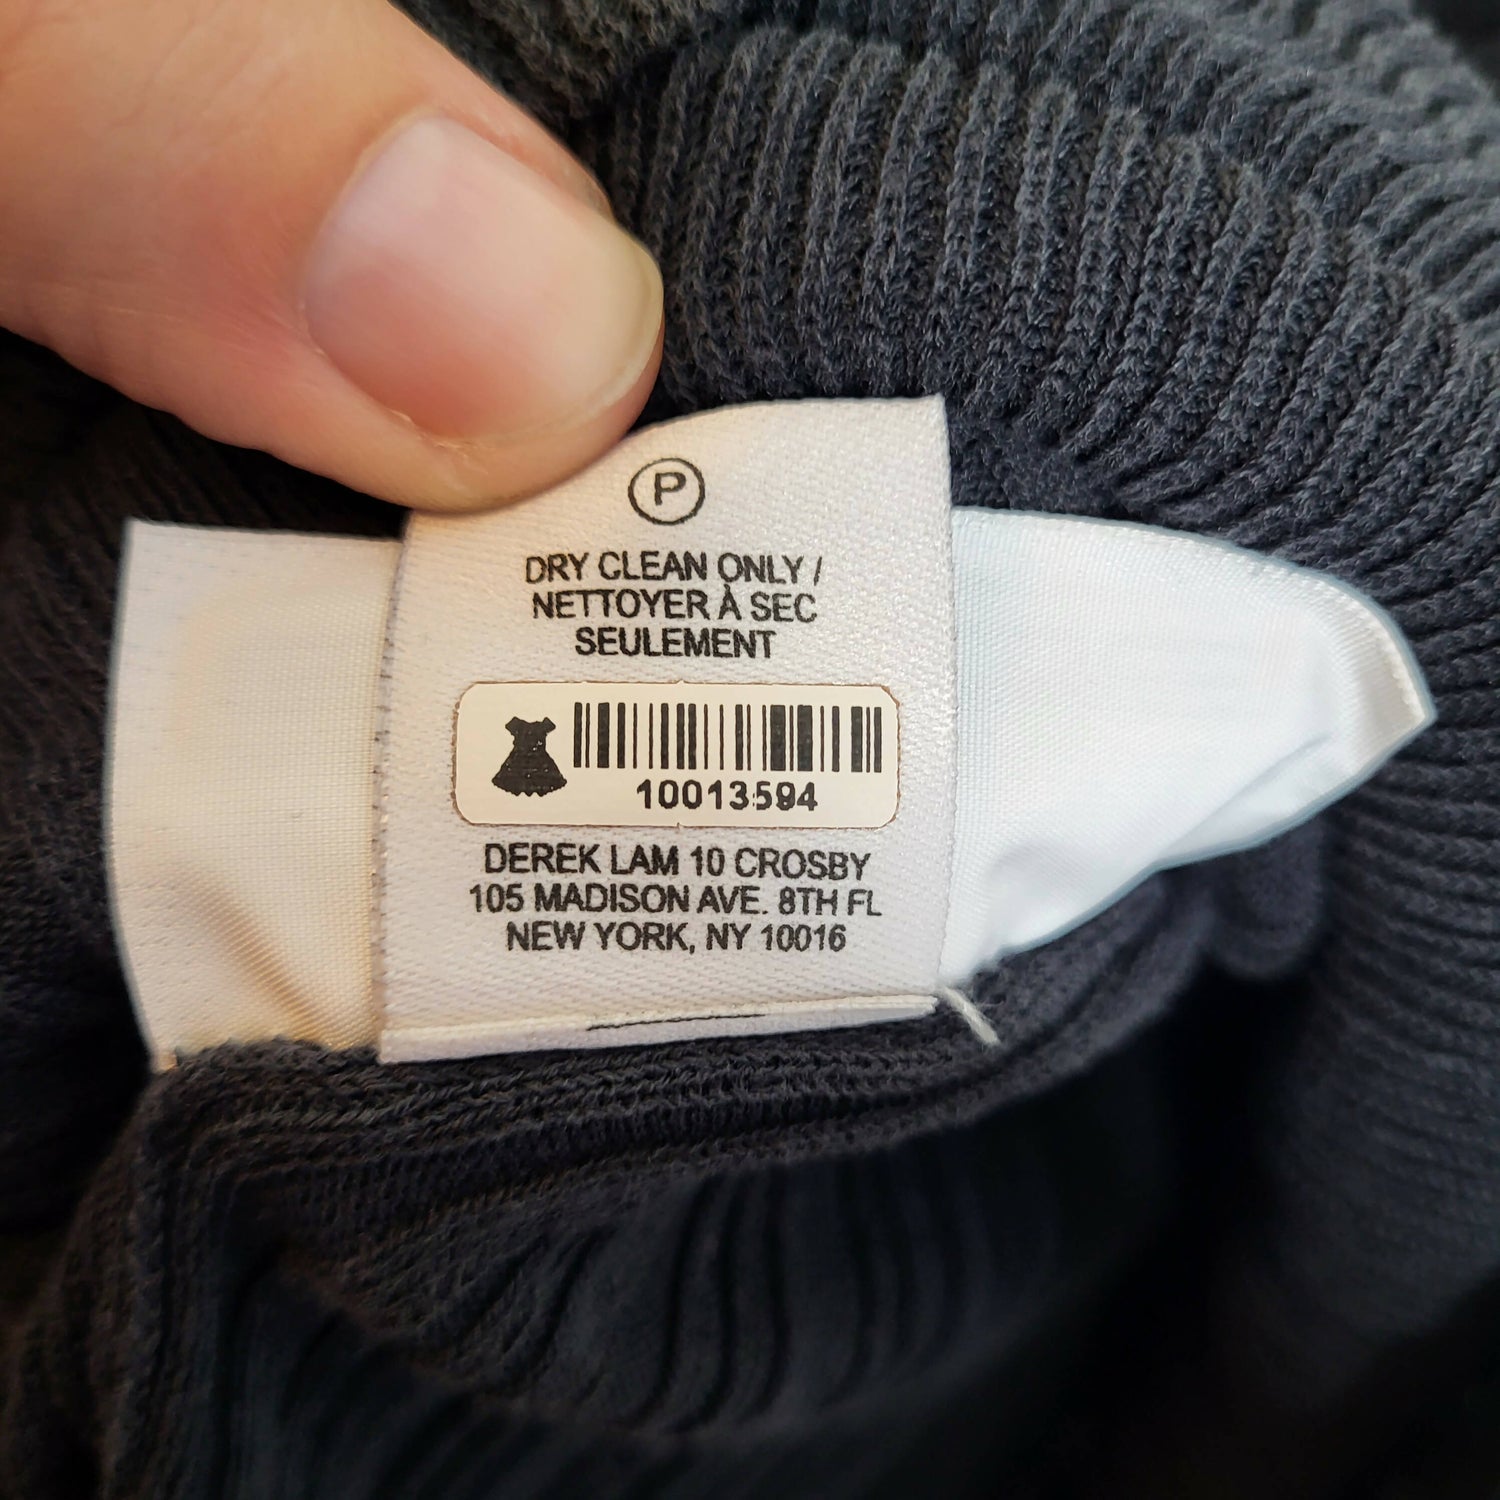 P
DRY CLEAN ONLY /
NETTOYER À SEC
SEULEMENT
10013594
DEREK LAM 10 CROSBY
105 MADISON AVE. 8TH FL
NEW YORK, NY 10016